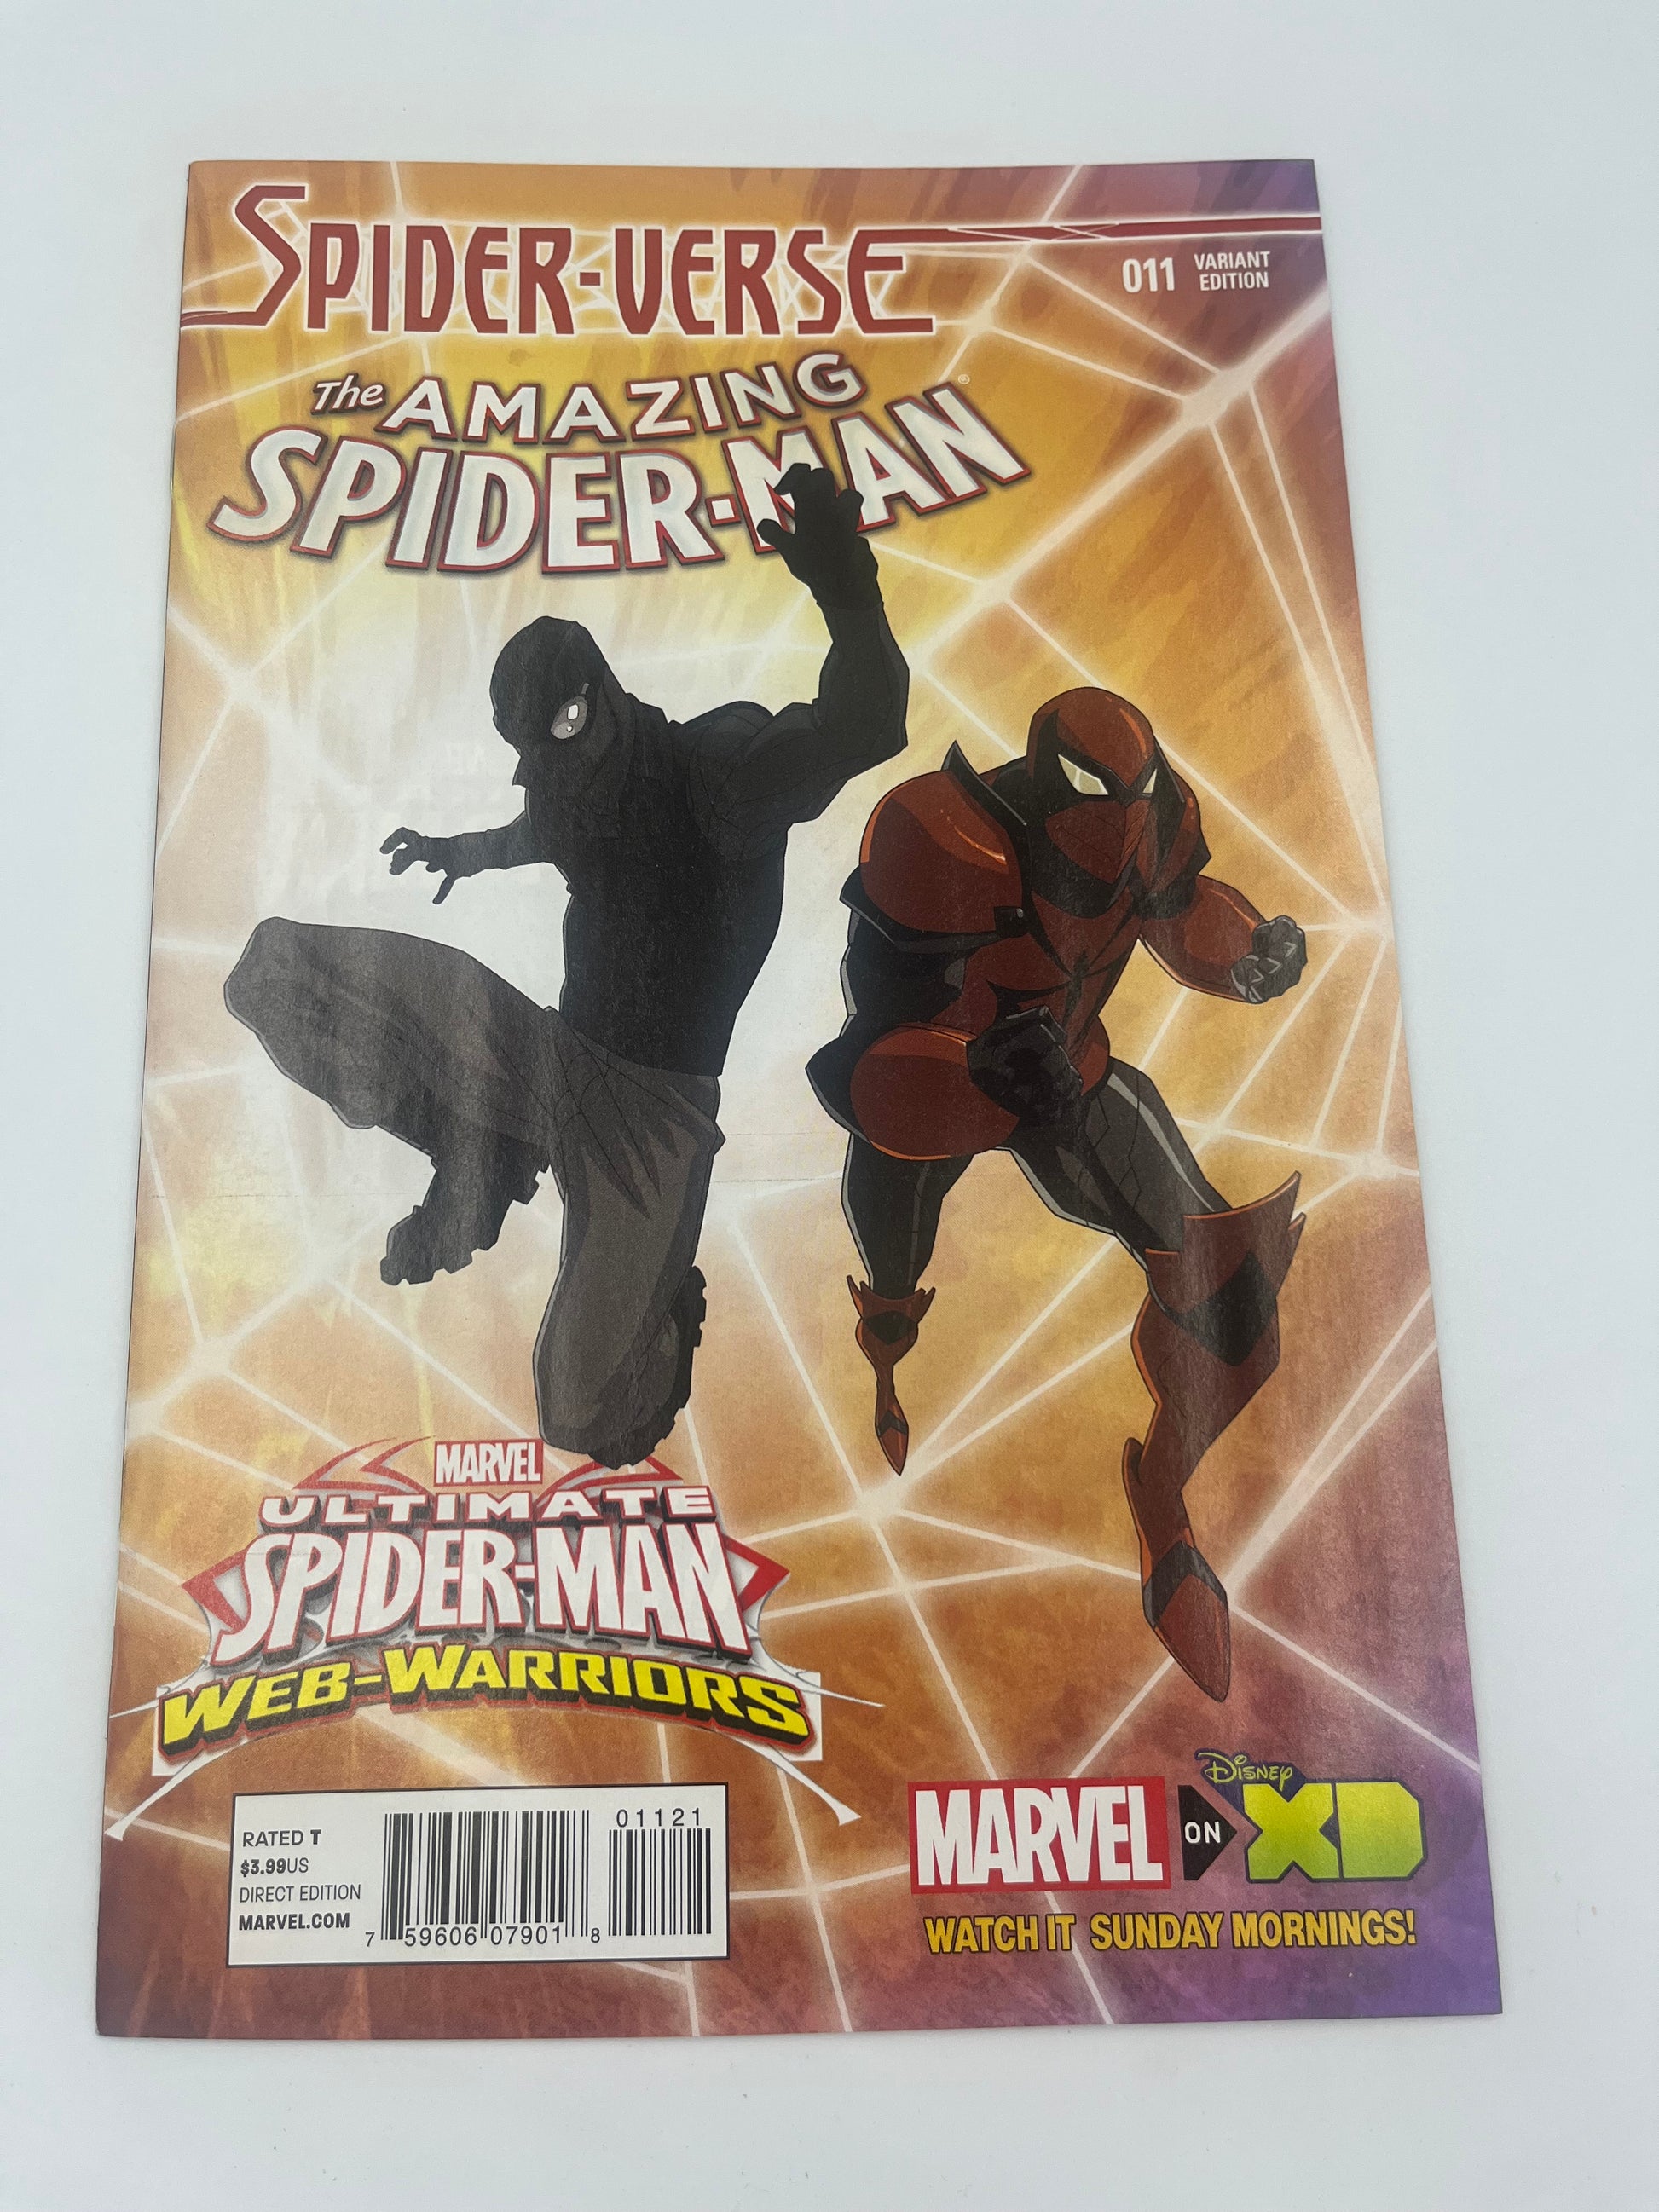 SPIDER-VERSE
011 VARIANT
EDITION
The AMAZING
SPIDER-MAN®
MARVEL
ULTIMATE
SPIDER-MAN
WEB-WARRIORS
RATED T
$3.99US
DIRECT EDITION
MARVEL.COM
01121
7 59606 07901 8
MARVEL ON Disney XD
WATCH IT SUNDAY MORNINGS!